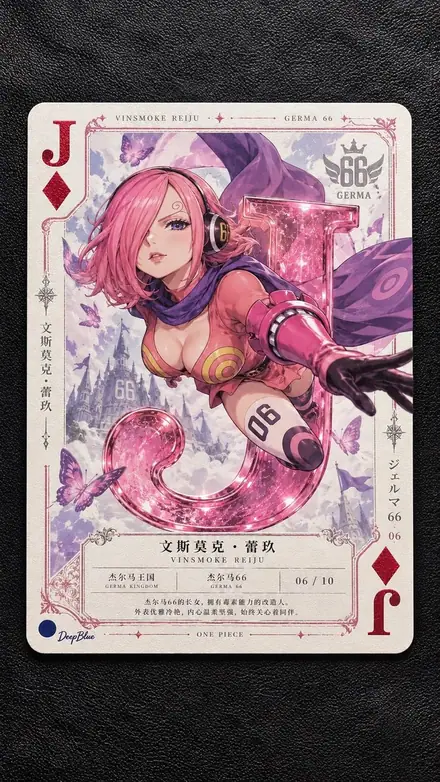 J
VINSMOKE REIJU
GERMA 66
66
GERMA
6
66
06
文斯莫克·蕾玖
ジェルマ66
06
文斯莫克·蕾玖
VINSMOKE REIJU
杰尔马王国
GERMA KINGDOM
杰尔马66
GERMA 66
06 / 10
杰尔马66的长女，拥有毒素能力的改造人。
外表优雅冷艳，内心温柔坚强，始终关心着同伴。
ONE PIECE
DeepBlue
J